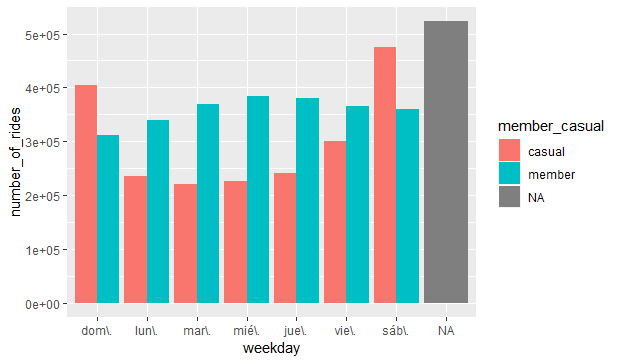 5e+05
4e+05
3e+05
2e+05
1e+05
0e+00
number_of_rides
dom\. lun\. mar\. mié\. jue\. vie\. sáb\. NA
weekday
member_casual
casual
member
NA